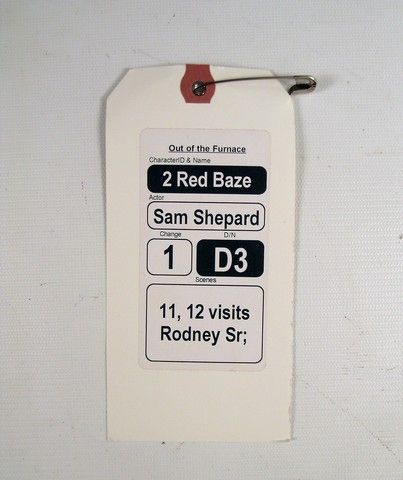 Out of the Furnace
CharacterID & Name
2 Red Baze
Actor
Sam Shepard
Change D/N
1 D3
Scenes
11, 12 visits
Rodney Sr;